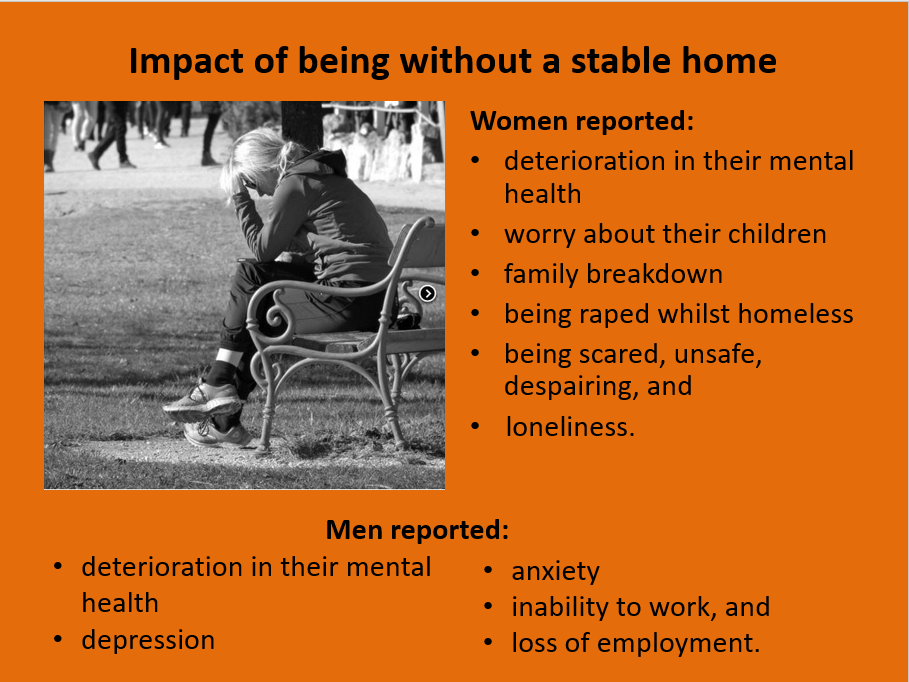 Impact of being without a stable home
Women reported:
• deterioration in their mental
health
• worry about their children
• family breakdown
• being raped whilst homeless
• being scared, unsafe,
despairing, and
• loneliness.
Men reported:
• deterioration in their mental
health
• depression
• anxiety
• inability to work, and
• loss of employment.